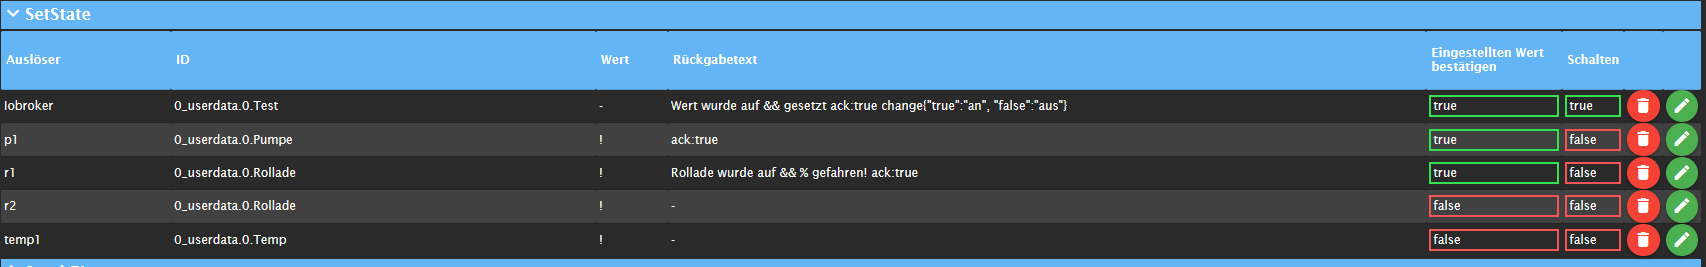 SetState
Auslöser ID Wert Rückgabetext Eingestellten Wert bestätigen Schalten
Iobroker 0_userdata.0.Test - Wert wurde auf && gesetzt ack:true change{"true":"an", "false":"aus"} true true
p1 0_userdata.0.Pumpe ! ack:true true false
r1 0_userdata.0.Rollade ! Rollade wurde auf && % gefahren! ack:true true false
r2 0_userdata.0.Rollade ! - false false
temp1 0_userdata.0.Temp ! - false false